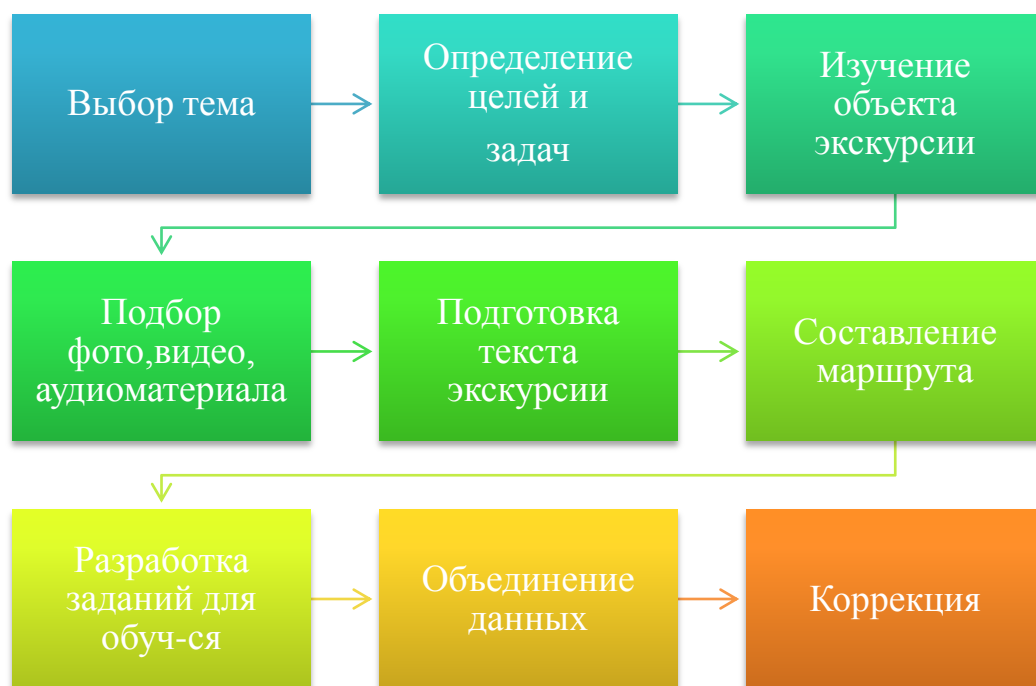 Выбор тема
Определение
целей и
задач
Изучение
объекта
экскурсии
Подбор
фото,видео,
аудиоматериала
Подготовка
текста
экскурсии
Составление
маршрута
Разработка
заданий для
обуч-ся
Объединение
данных
Коррекция